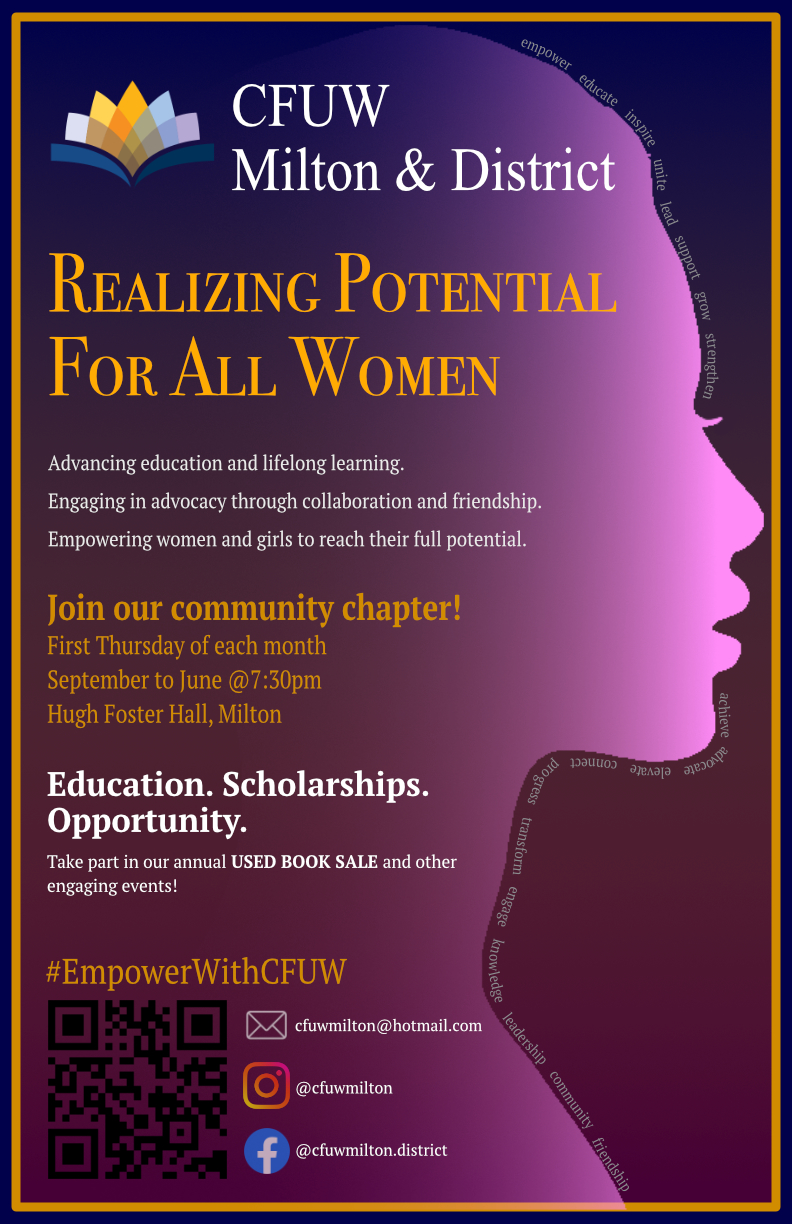 CFUW
Milton & District
Realizing Potential
For All Women
Advancing education and lifelong learning.
Engaging in advocacy through collaboration and friendship.
Empowering women and girls to reach their full potential.
Join our community chapter!
First Thursday of each month
September to June @7:30pm
Hugh Foster Hall, Milton
Education. Scholarships.
Opportunity.
Take part in our annual USED BOOK SALE and other
engaging events!
#EmpowerWithCFUW
cfuwmilton@hotmail.com
@cfuwmilton
@cfuwmilton.district
empower educate inspire unite lead support grow strengthen
achieve advocate elevate connect progress transform engage knowledge leadership community friendship